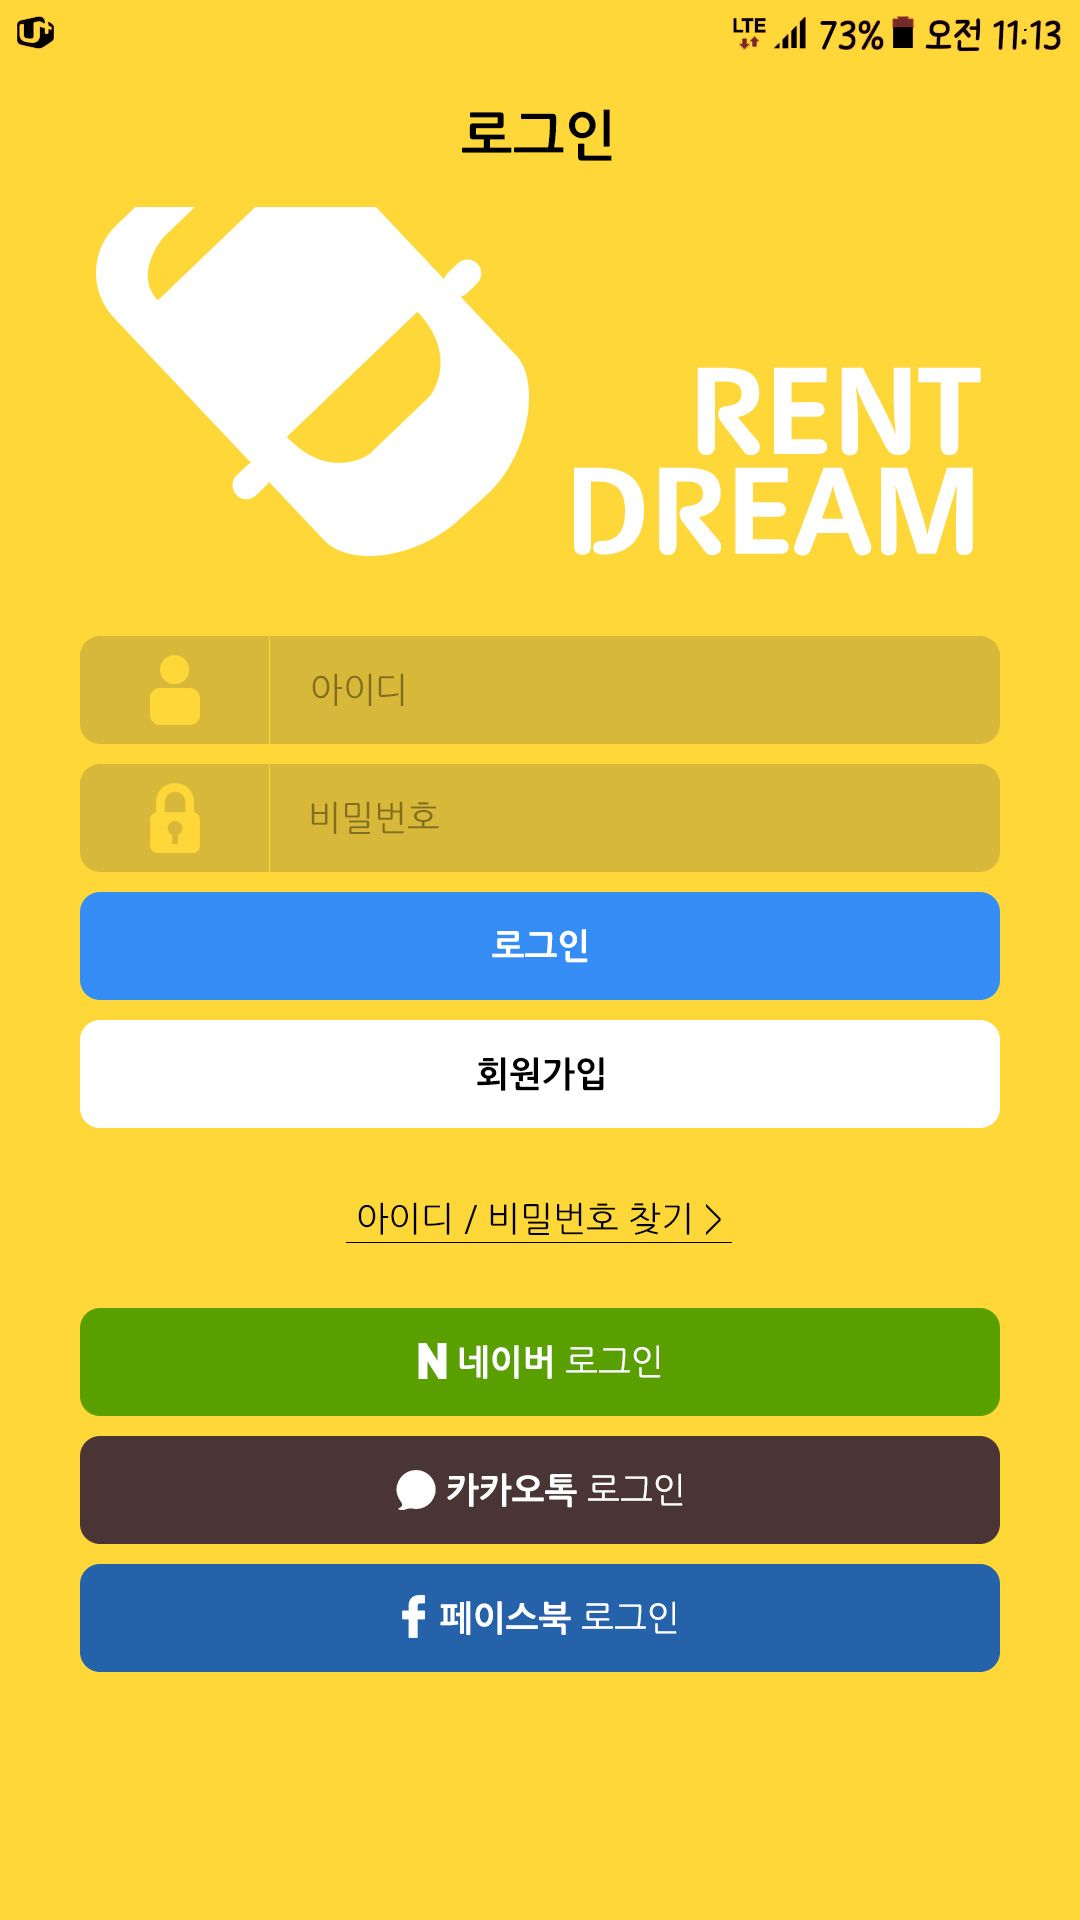 U+ LTE 73% 오전 11:13
로그인
RENT
DREAM
아이디
비밀번호
로그인
회원가입
아이디 / 비밀번호 찾기 >
N 네이버 로그인
카카오톡 로그인
f 페이스북 로그인